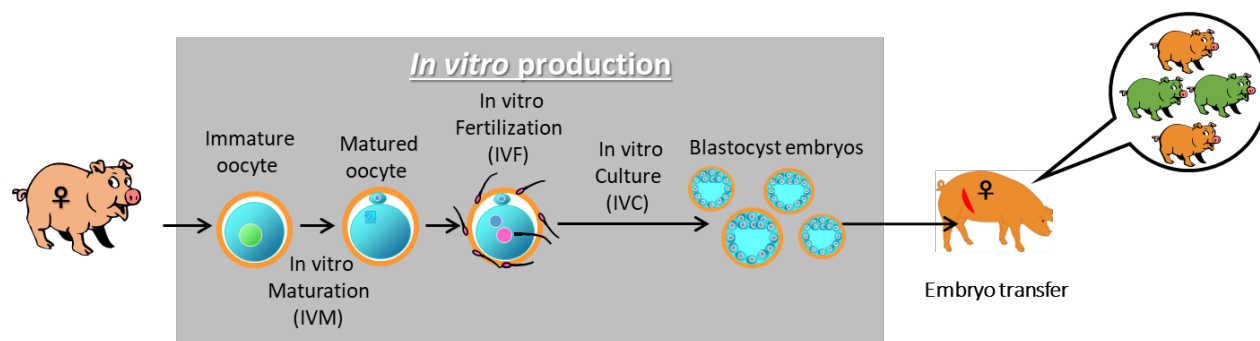 In vitro production
Immature
oocyte
Matured
oocyte
In vitro
Fertilization
(IVF)
In vitro
Culture
(IVC)
Blastocyst embryos
♀
♀
In vitro
Maturation
(IVM)
Embryo transfer